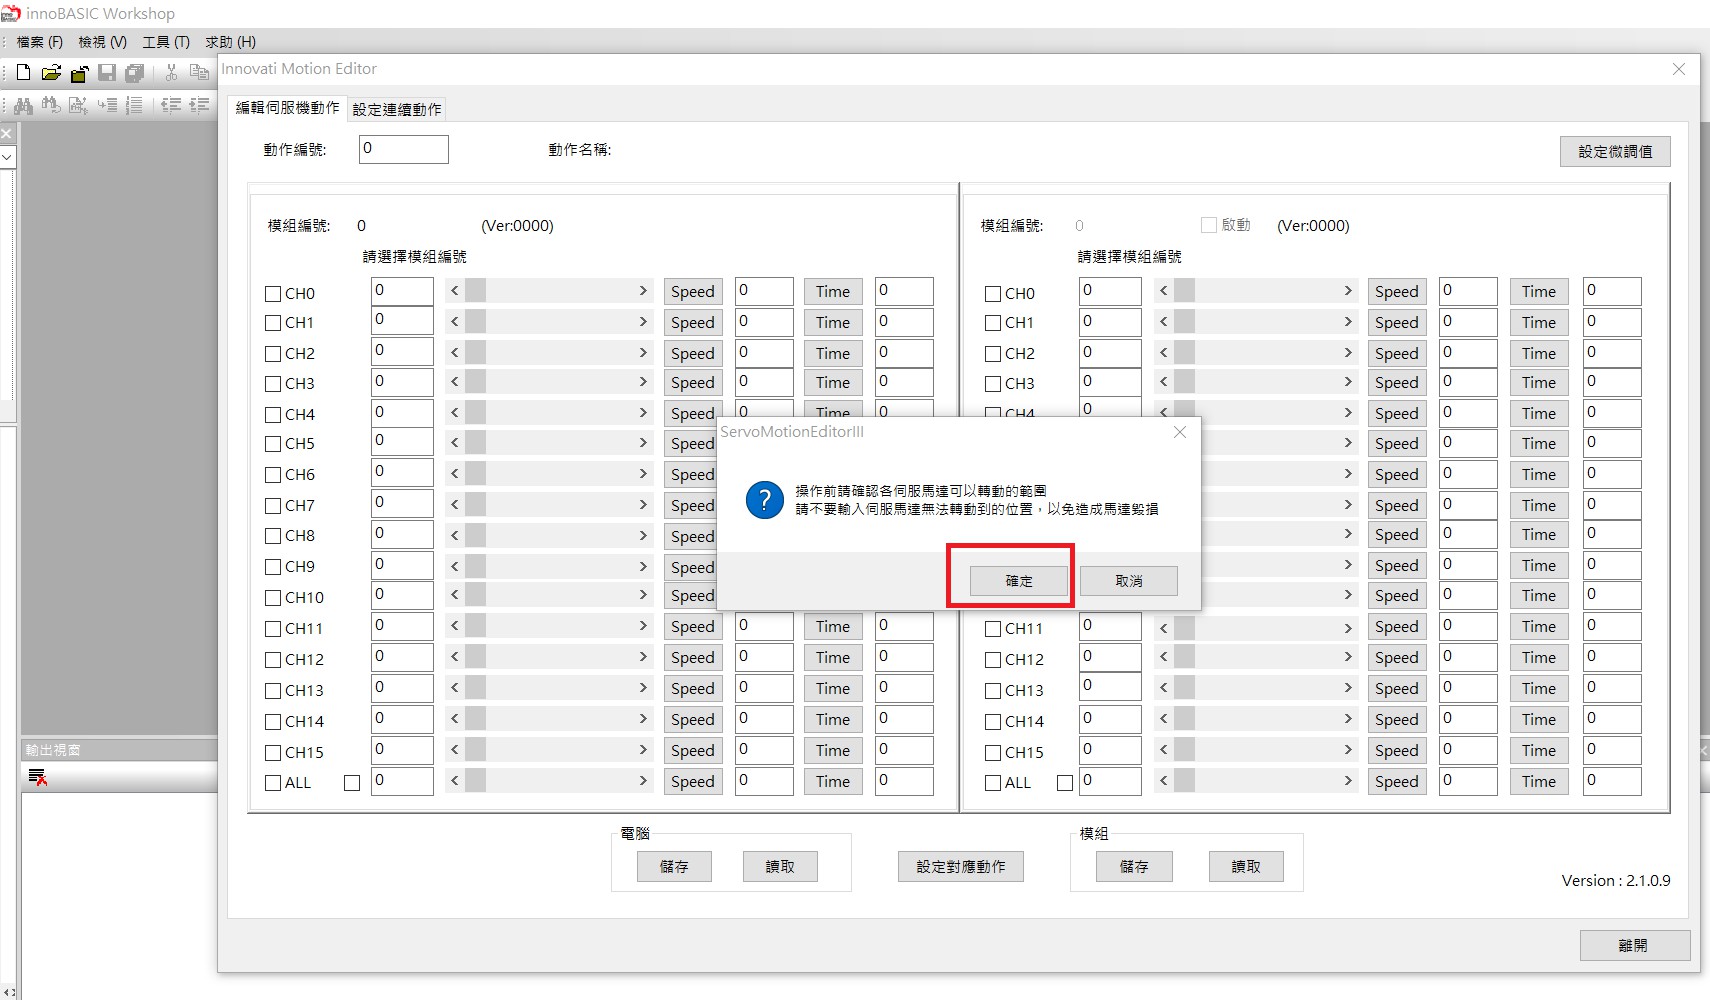 innoBASIC Workshop
檔案 (F) 檢視 (V) 工具 (T) 求助 (H)
Innovati Motion Editor
編輯伺服機動作 設定連續動作
動作編號: 0 動作名稱: 設定微調值
模組編號: 0 (Ver:0000) 模組編號: 0 啟動 (Ver:0000)
請選擇模組編號 請選擇模組編號
CH0 0 Speed 0 Time 0 CH0 0 Speed 0 Time 0
CH1 0 Speed 0 Time 0 CH1 0 Speed 0 Time 0
CH2 0 Speed 0 Time 0 CH2 0 Speed 0 Time 0
CH3 0 Speed 0 Time 0 CH3 0 Speed 0 Time 0
CH4 0 Speed 0 Time 0 CH4 0 Speed 0 Time 0
ServoMotionEditorIII
CH5 0 Speed Speed 0 Time 0
CH6 0 Speed Speed 0 Time 0
操作前請確認各伺服馬達可以轉動的範圍
CH7 0 Speed Speed 0 Time 0
請不要輸入伺服馬達無法轉動到的位置，以免造成馬達毀損
CH8 0 Speed Speed 0 Time 0
CH9 0 Speed Speed 0 Time 0
確定 取消
CH10 0 Speed Speed 0 Time 0
CH11 0 Speed 0 Time 0 CH11 0 Speed 0 Time 0
CH12 0 Speed 0 Time 0 CH12 0 Speed 0 Time 0
CH13 0 Speed 0 Time 0 CH13 0 Speed 0 Time 0
CH14 0 Speed 0 Time 0 CH14 0 Speed 0 Time 0
CH15 0 Speed 0 Time 0 CH15 0 Speed 0 Time 0
ALL 0 Speed 0 Time 0 ALL 0 Speed 0 Time 0
輸出視窗
電腦 模組
儲存 讀取 設定對應動作 儲存 讀取
Version : 2.1.0.9
離開